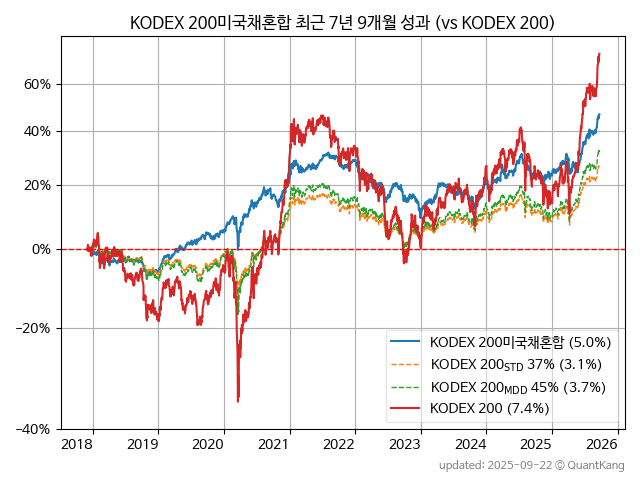 KODEX 200미국채혼합 최근 7년 9개월 성과 (vs KODEX 200)
60%
40%
20%
0%
−20%
−40%
KODEX 200미국채혼합 (5.0%)
KODEX 200STD 37% (3.1%)
KODEX 200MDD 45% (3.7%)
KODEX 200 (7.4%)
2018 2019 2020 2021 2022 2023 2024 2025 2026
updated: 2025-09-22 © QuantKang